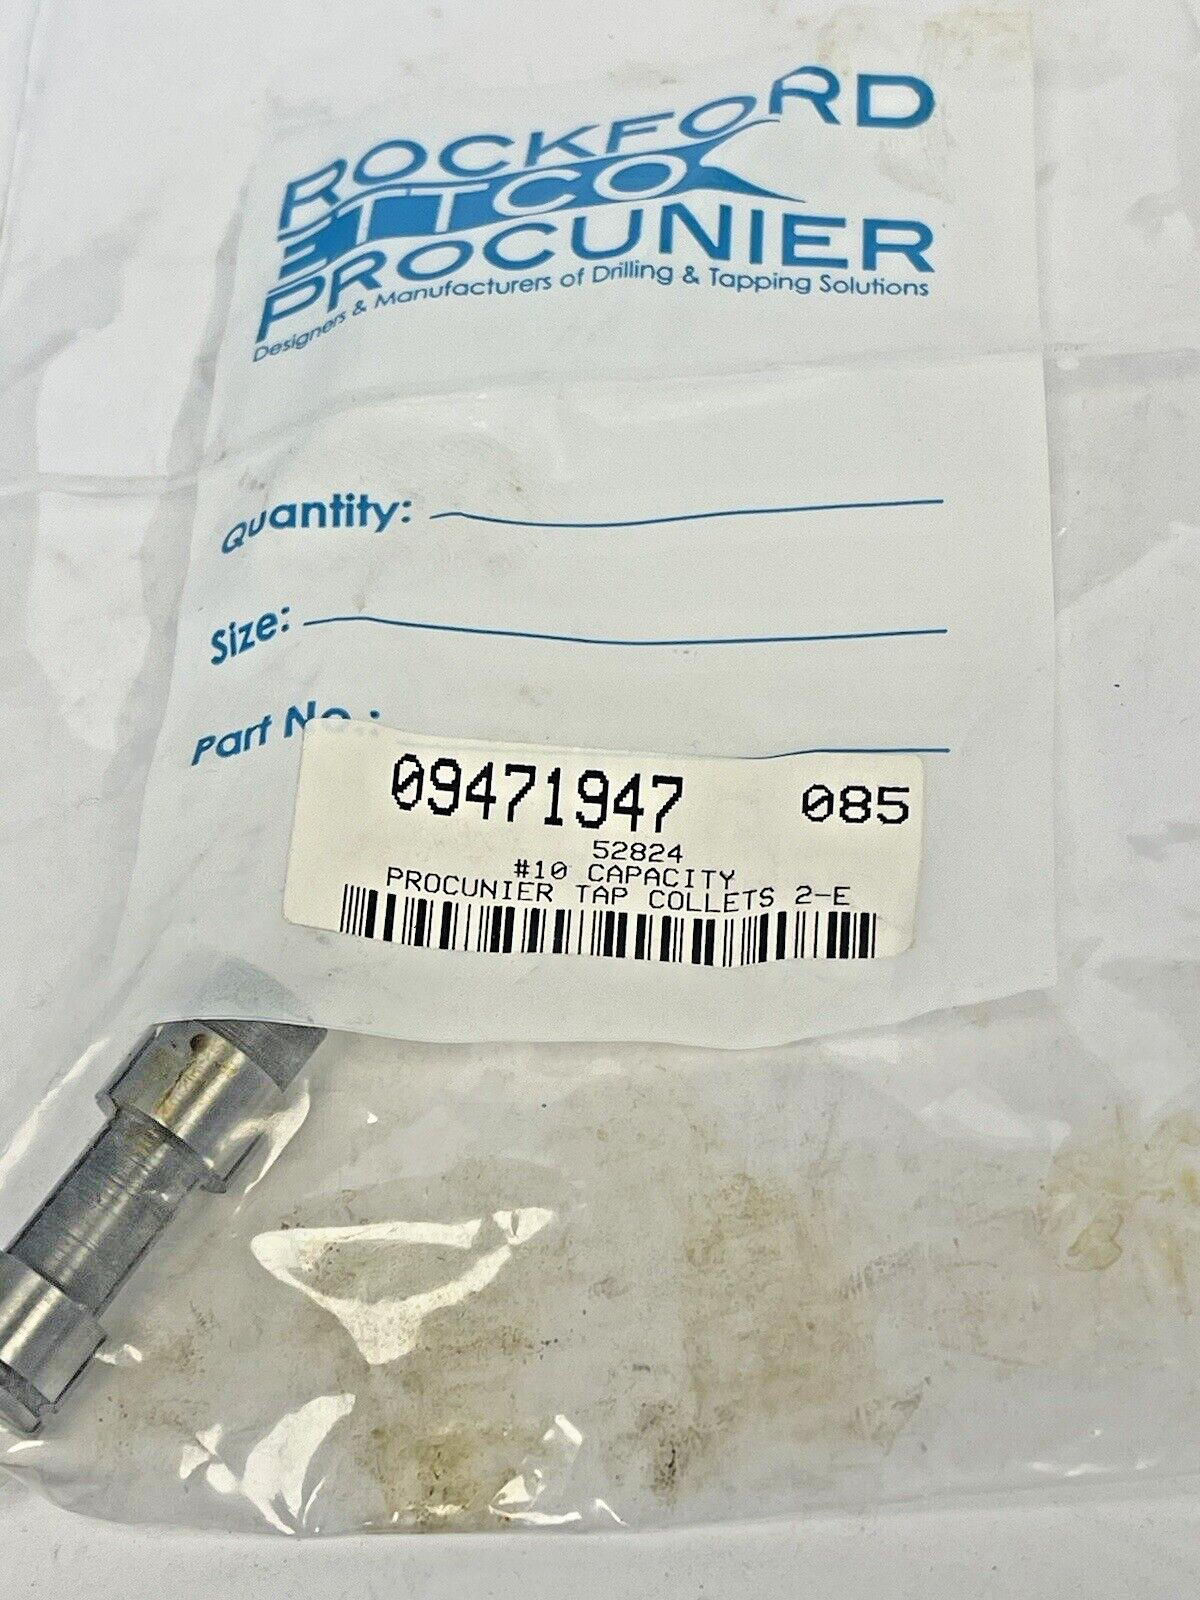 ROCKFORD
ETTCO
PROCUNIER
Designers & Manufacturers of Drilling & Tapping Solutions
Quantity:
Size:
Part No.:
09471947 085
52824
#10 CAPACITY
PROCUNIER TAP COLLETS 2-E